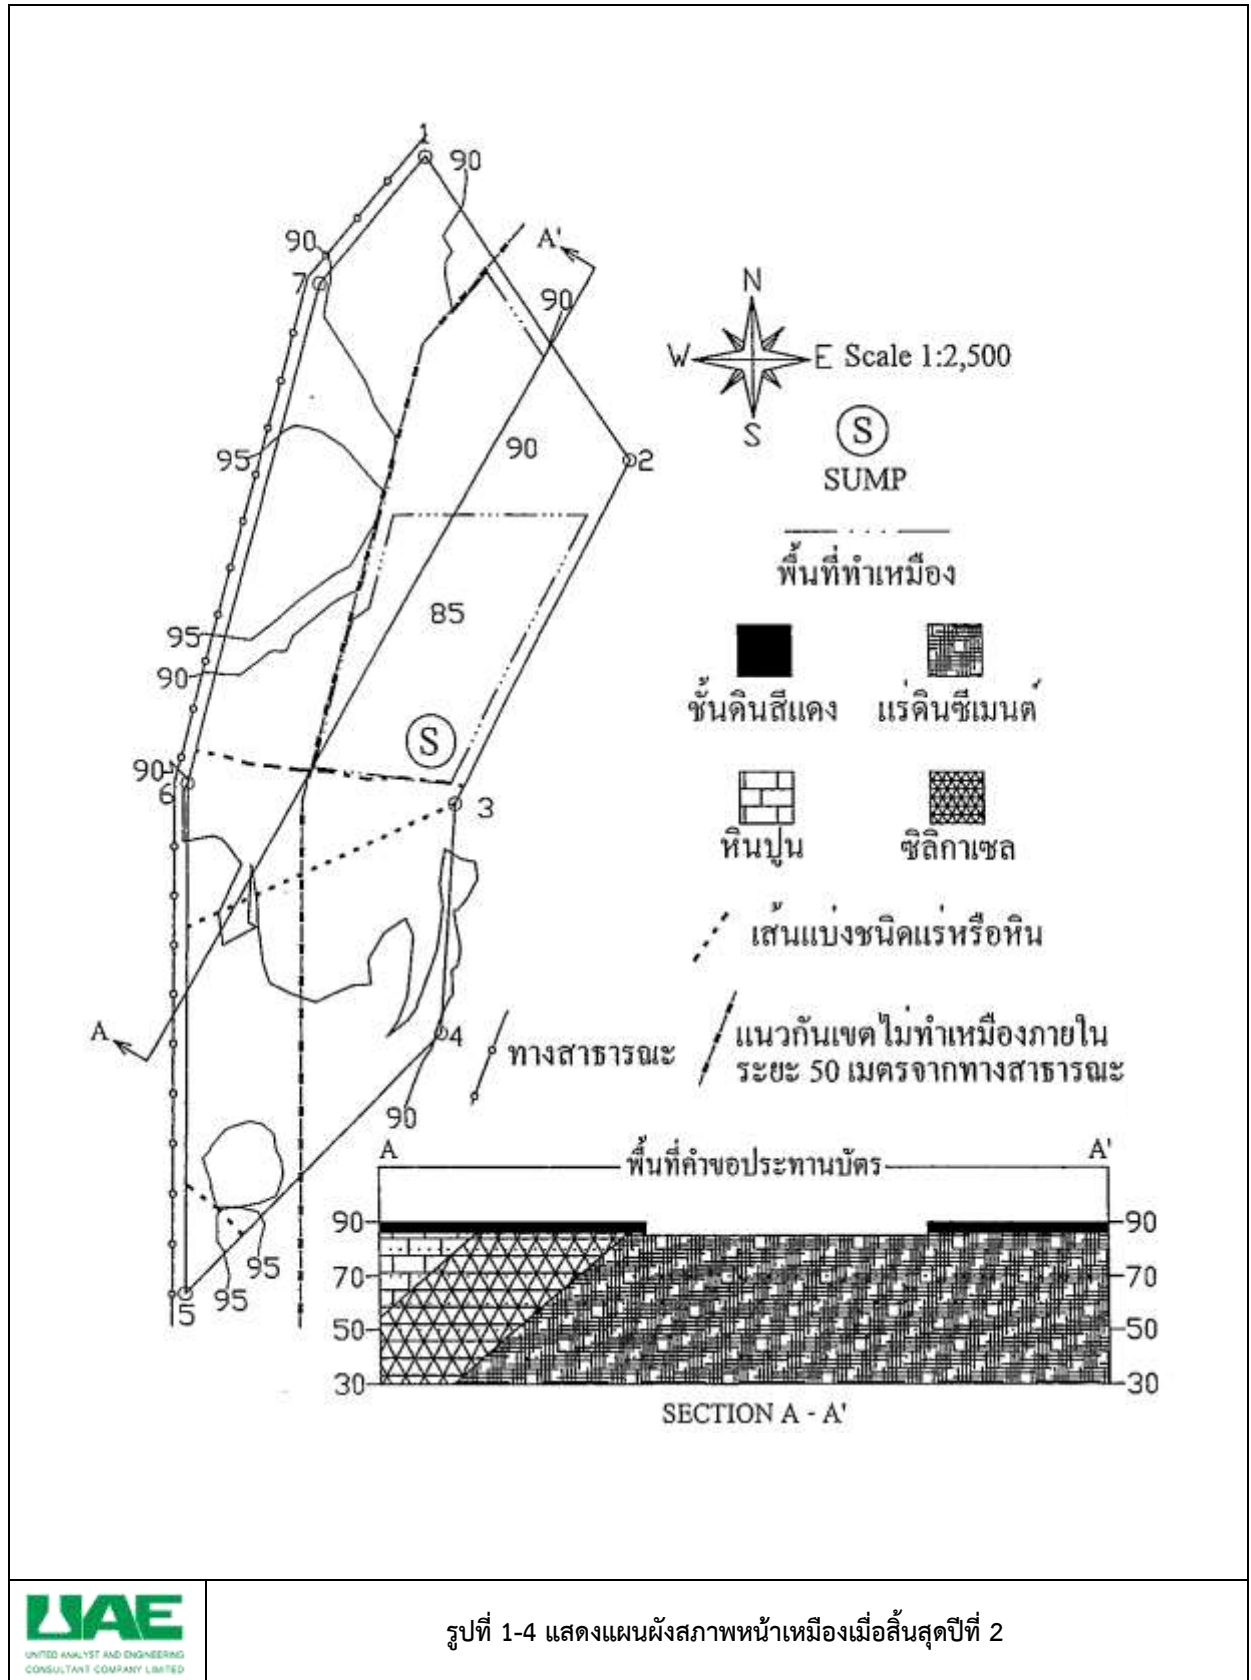 1
90
90
A'
7
90
N
W
E Scale 1:2,500
S
S
SUMP
95
90
2
พื้นที่ทำเหมือง
85
95
90
ชั้นดินสีแดง
แร่ดินซีเมนต์
S
90
6
3
หินปูน
ซิลิกาเซล
เส้นแบ่งชนิดแร่หรือหิน
A
4
ทางสาธารณะ
แนวกันเขตไม่ทำเหมืองภายใน
ระยะ 50 เมตรจากทางสาธารณะ
90
A
พื้นที่คำขอประทานบัตร
A'
90
90
95
70
70
5
95
50
50
30
30
SECTION A - A'
UAE
UNITED ANALYST AND ENGINEERING
CONSULTANT COMPANY LIMITED
รูปที่ 1-4 แสดงแผนผังสภาพหน้าเหมืองเมื่อสิ้นสุดปีที่ 2